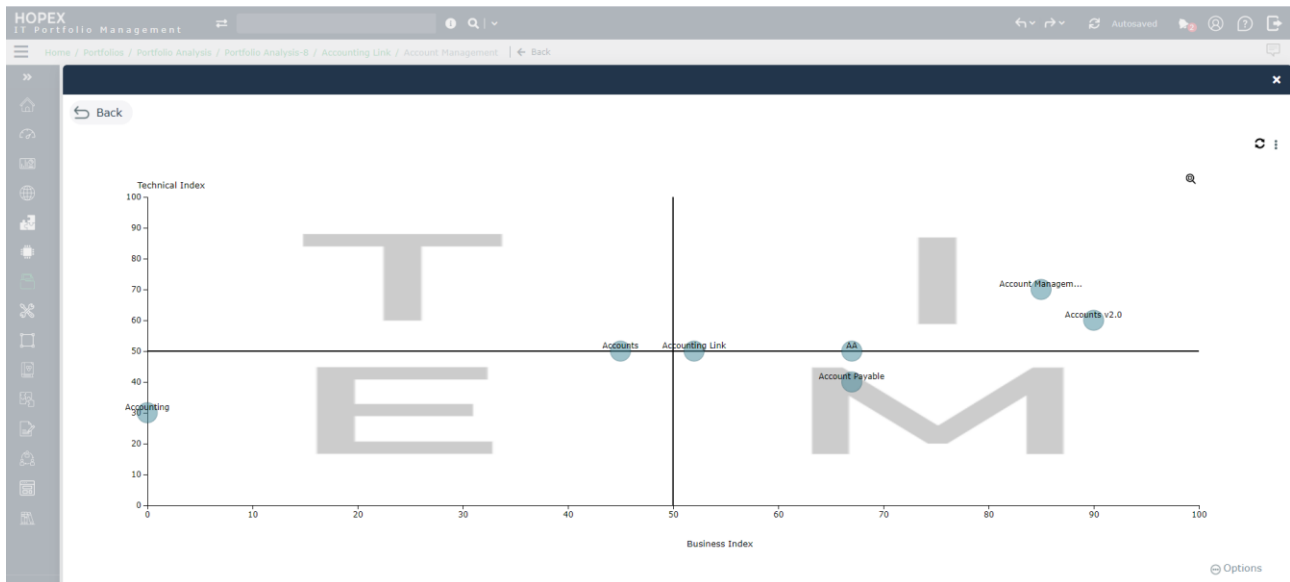 HOPEX
IT Portfolio Management
Autosaved
2
Home / Portfolios / Portfolio Analysis / Portfolio Analysis-8 / Accounting Link / Account Management
← Back
Back
Technical Index
100
90
80
70
60
50
40
30
20
10
0
T
I
E
M
Account Managem...
Accounts v2.0
Accounts
Accounting Link
AA
Account Payable
Accounting
0
10
20
30
40
50
60
70
80
90
100
Business Index
Options